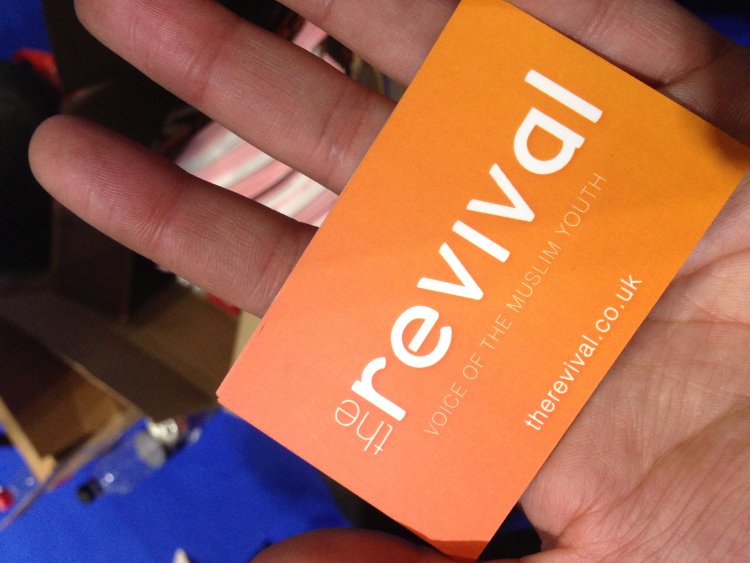 the revival
VOICE OF THE MUSLIM YOUTH
therevival.co.uk